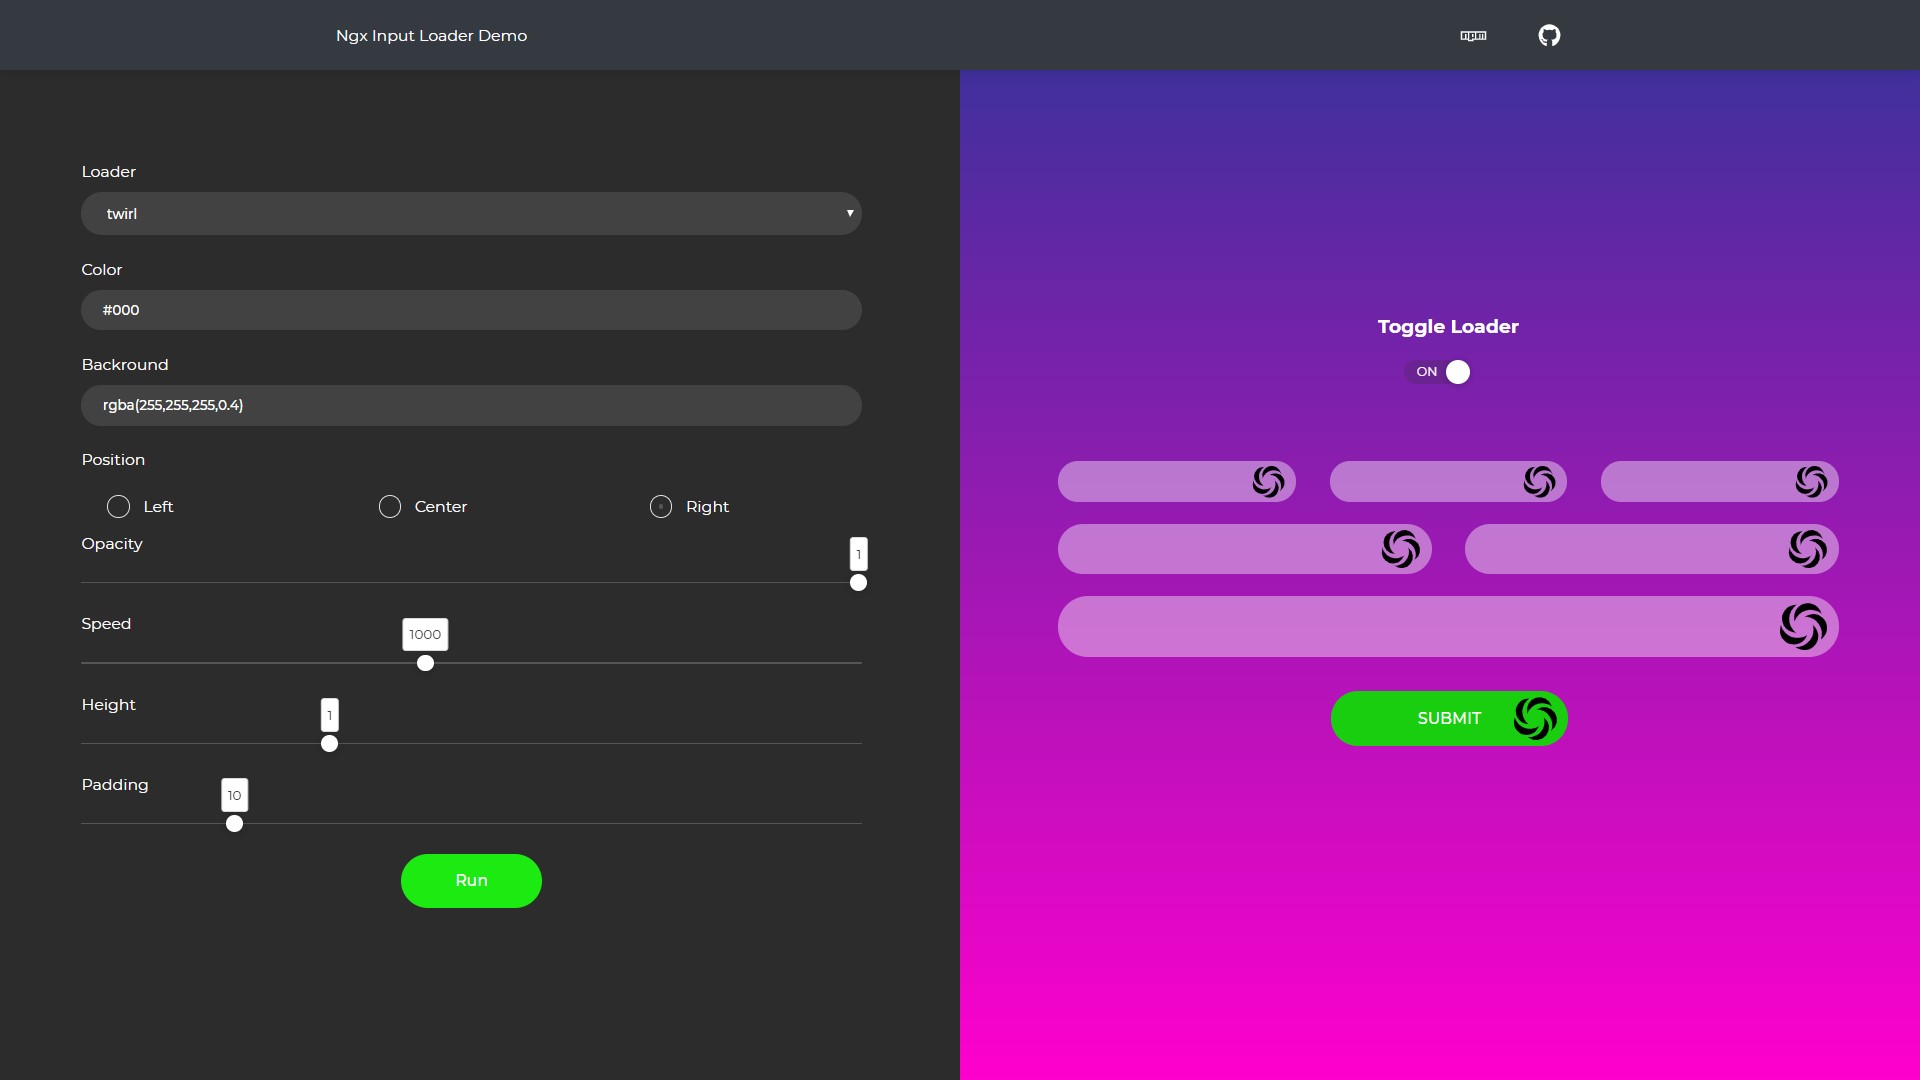 Ngx Input Loader Demo
npm
Loader
twirl
Color
#000
Backround
rgba(255,255,255,0.4)
Position
Left
Center
Right
Opacity
1
Speed
1000
Height
1
Padding
10
Run
Toggle Loader
ON
SUBMIT